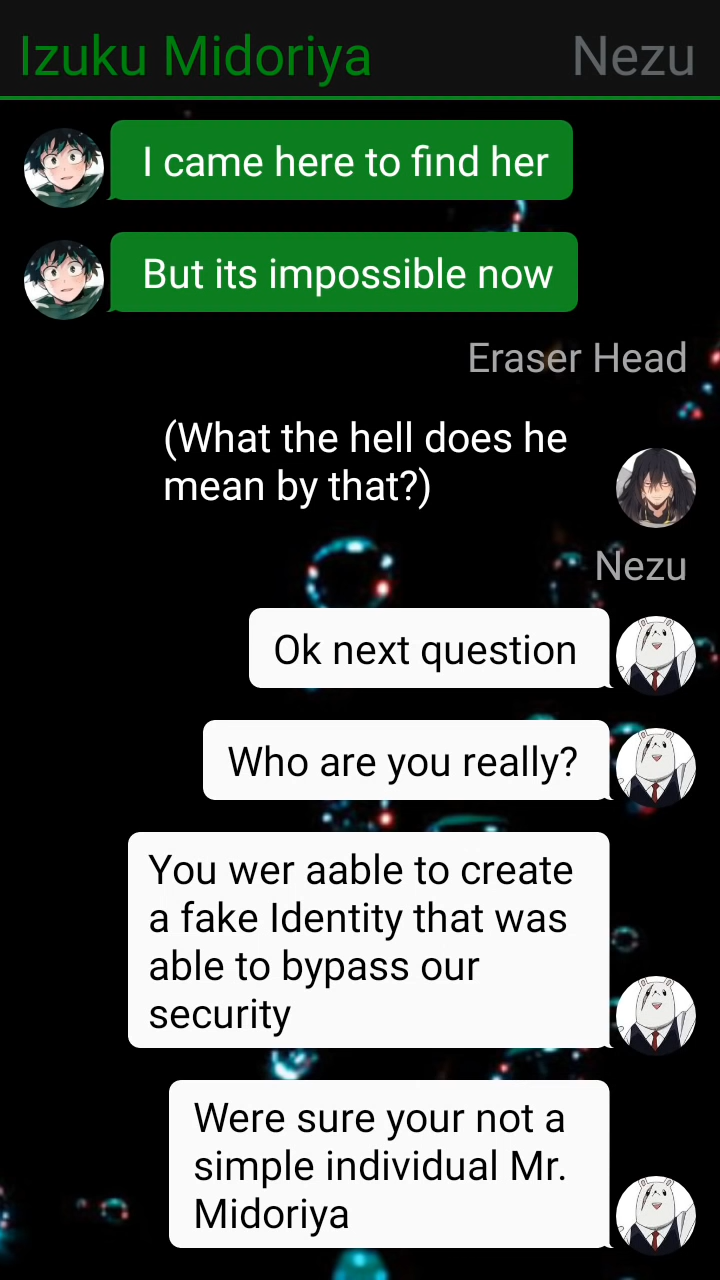 Izuku Midoriya Nezu
I came here to find her
But its impossible now
Eraser Head
(What the hell does he
mean by that?)
Nezu
Ok next question
Who are you really?
You wer aable to create
a fake Identity that was
able to bypass our
security
Were sure your not a
simple individual Mr.
Midoriya